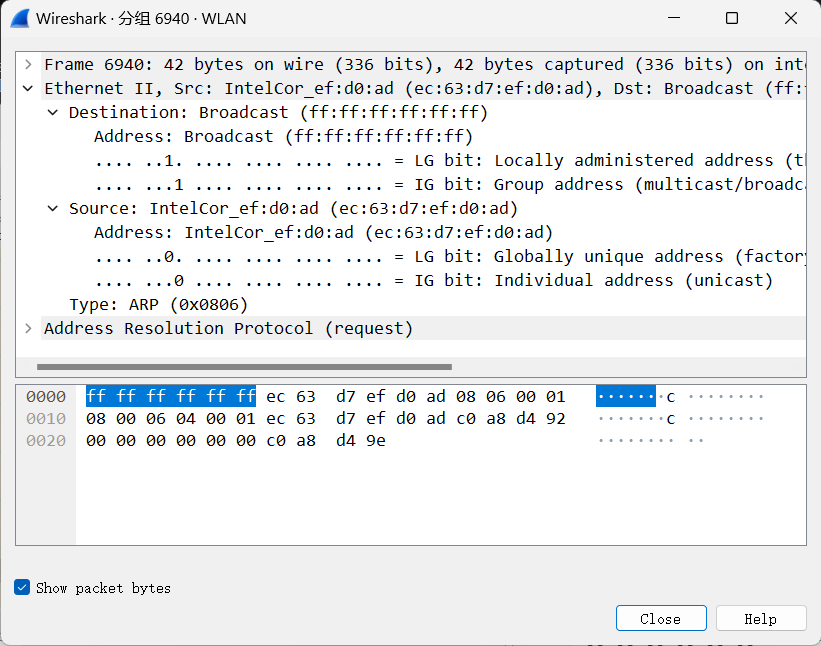 Wireshark · 分组 6940 · WLAN
Frame 6940: 42 bytes on wire (336 bits), 42 bytes captured (336 bits) on int
Ethernet II, Src: IntelCor_ef:d0:ad (ec:63:d7:ef:d0:ad), Dst: Broadcast (ff:
Destination: Broadcast (ff:ff:ff:ff:ff:ff)
Address: Broadcast (ff:ff:ff:ff:ff:ff)
.... ..1. .... .... .... .... = LG bit: Locally administered address (t
.... ...1 .... .... .... .... = IG bit: Group address (multicast/broadc
Source: IntelCor_ef:d0:ad (ec:63:d7:ef:d0:ad)
Address: IntelCor_ef:d0:ad (ec:63:d7:ef:d0:ad)
.... ..0. .... .... .... .... = LG bit: Globally unique address (factor
.... ...0 .... .... .... .... = IG bit: Individual address (unicast)
Type: ARP (0x0806)
Address Resolution Protocol (request)
0000 ff ff ff ff ff ff ec 63 d7 ef d0 ad 08 06 00 01 ·······c ········
0010 08 00 06 04 00 01 ec 63 d7 ef d0 ad c0 a8 d4 92 ·······c ········
0020 00 00 00 00 00 00 c0 a8 d4 9e ········ ··
Show packet bytes
Close Help